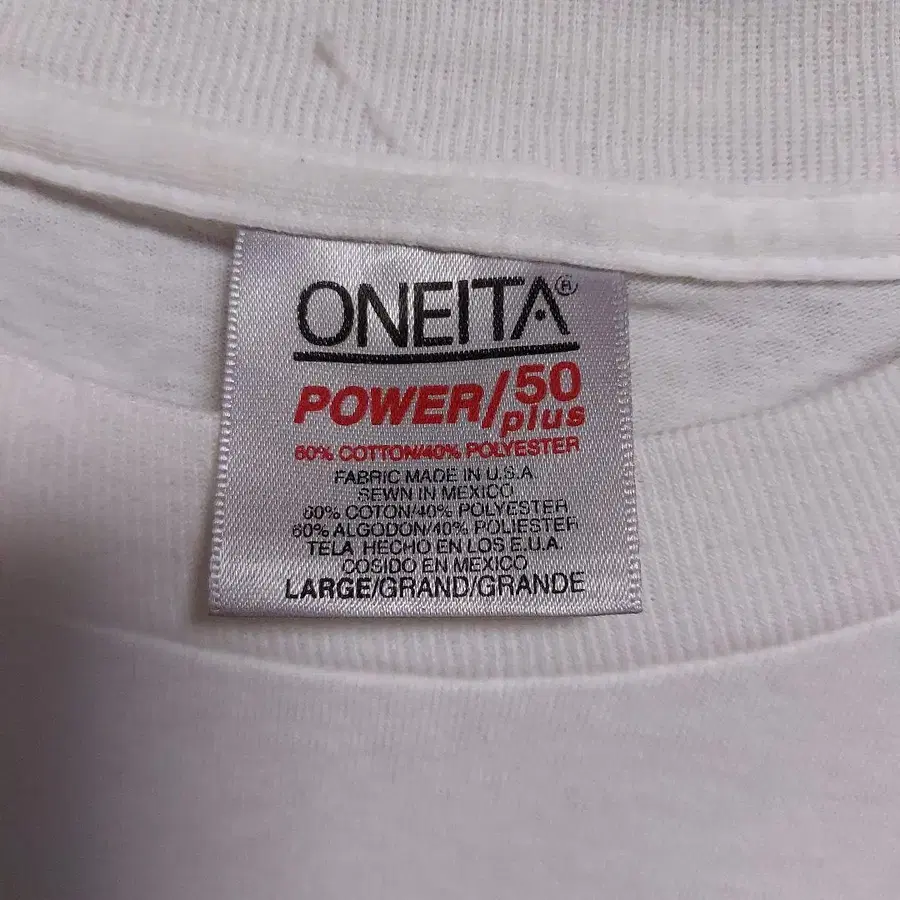 ONEITA®
POWER/50 plus
60% COTTON/40% POLYESTER
FABRIC MADE IN U.S.A.
SEWN IN MEXICO
60% COTON/40% POLYESTER
60% ALGODON/40% POLIESTER
TELA HECHO EN LOS E.U.A.
COSIDO EN MEXICO
LARGE/GRAND/GRANDE